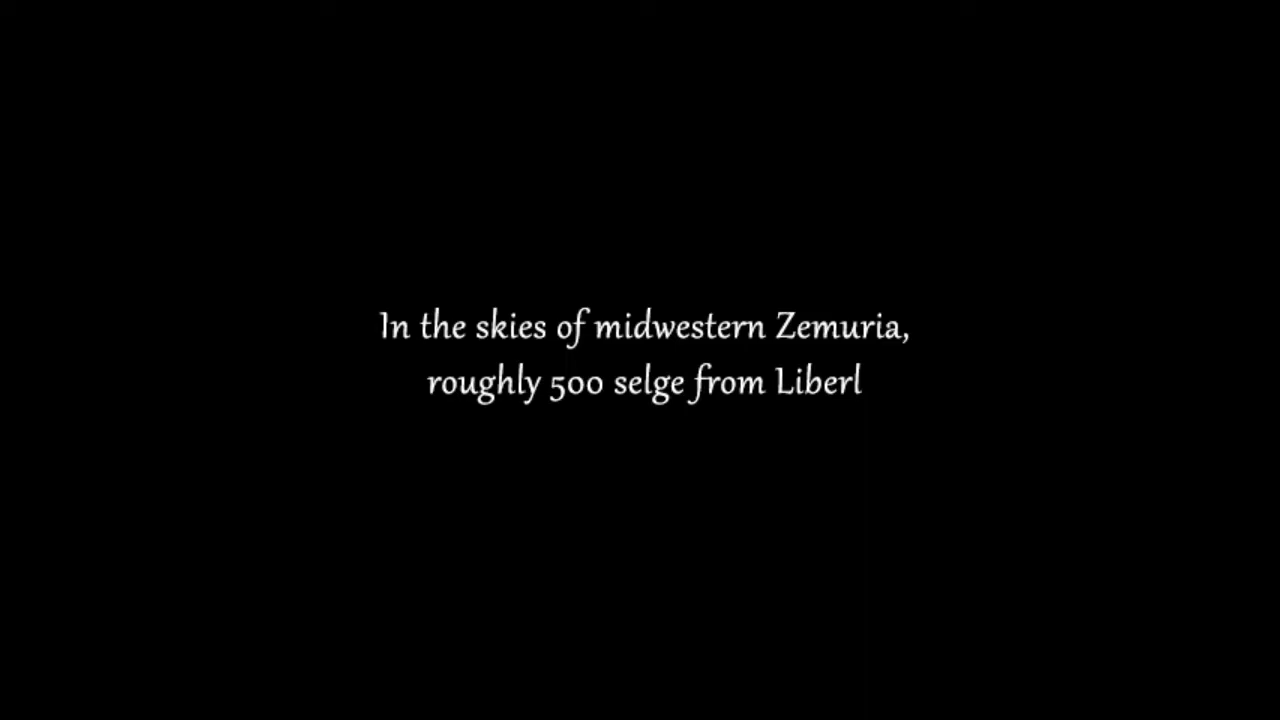 In the skies of midwestern Zemuria,
roughly 500 selge from Liberl